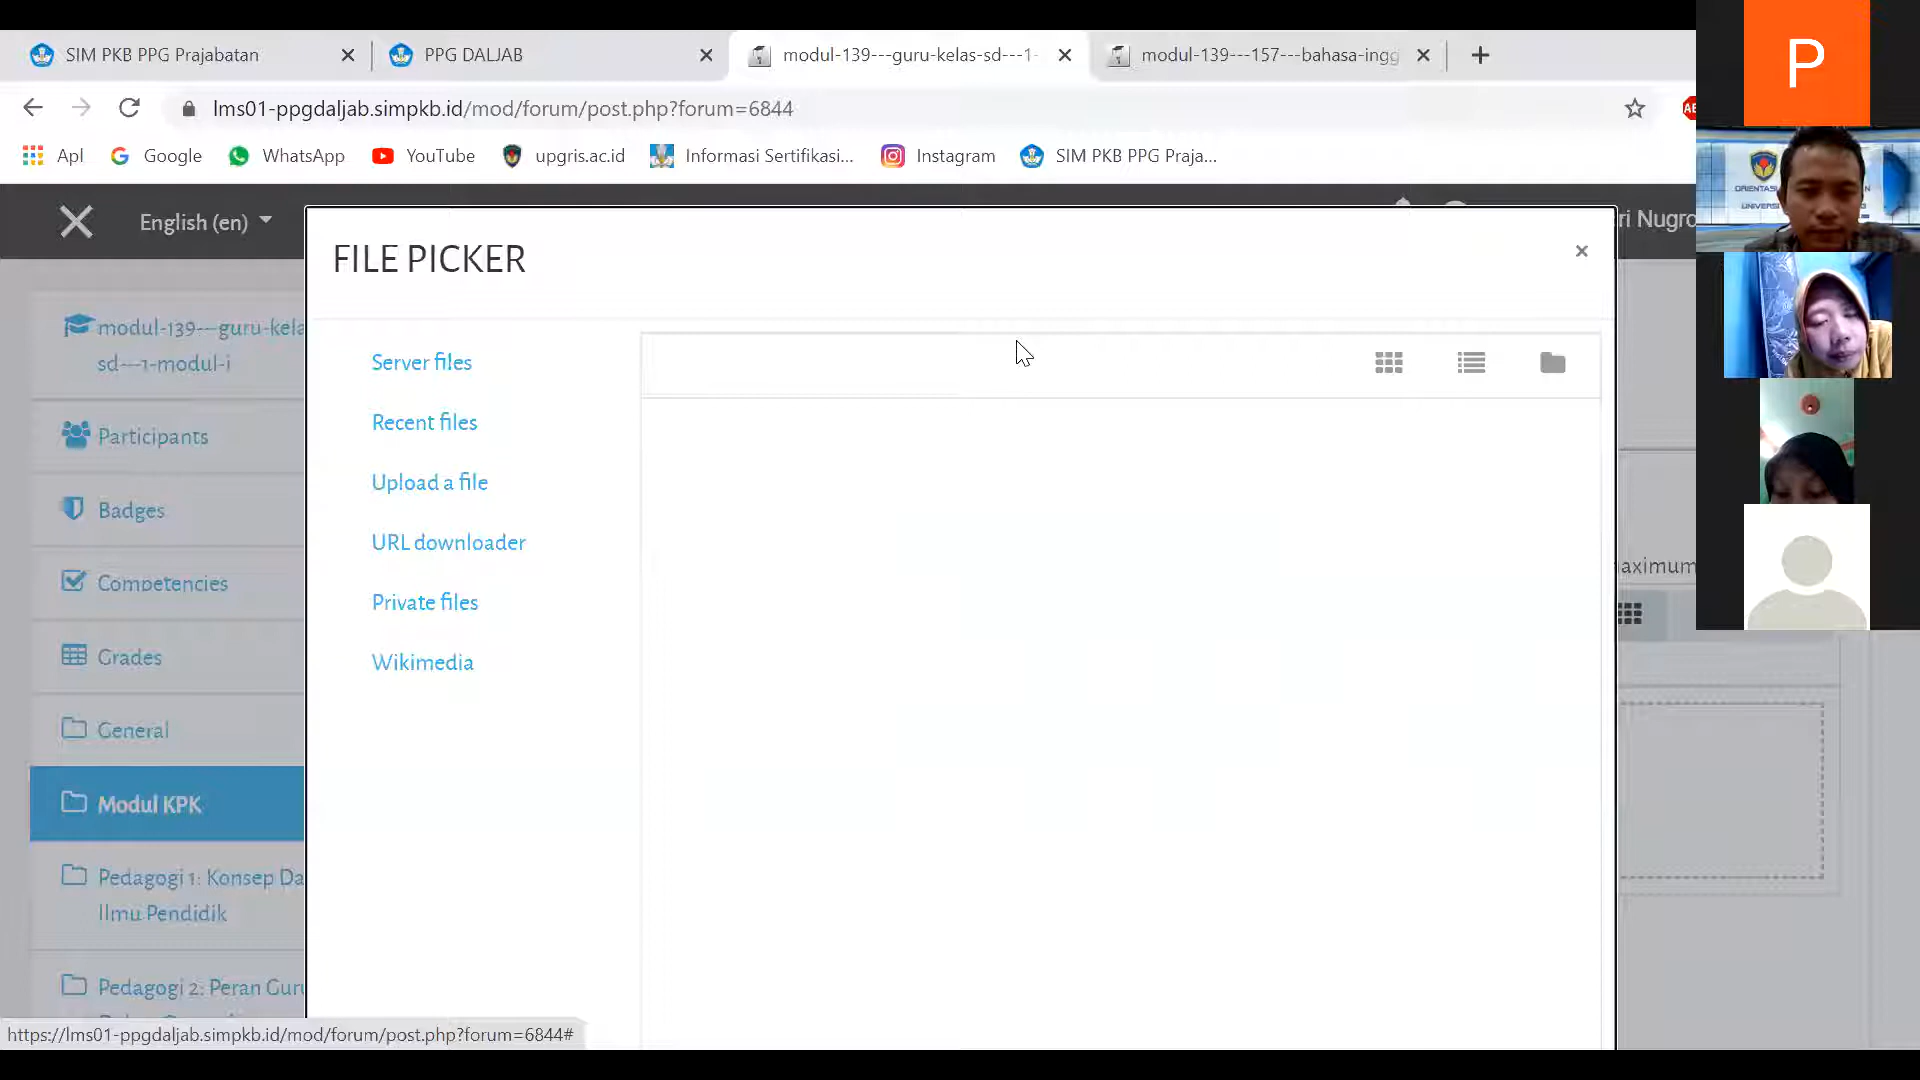 SIM PKB PPG Prajabatan
PPG DALJAB
modul-139---guru-kelas-sd---1-
modul-139---157---bahasa-ingg
lms01-ppgdaljab.simpkb.id/mod/forum/post.php?forum=6844
Apl
Google
WhatsApp
YouTube
upgris.ac.id
Informasi Sertifikasi...
Instagram
SIM PKB PPG Praja...
P
English (en)
ri Nugro
FILE PICKER
modul-139---guru-kela
sd---1-modul-i
Participants
Badges
Competencies
Grades
General
Modul KPK
Pedagogi 1: Konsep Da
Ilmu Pendidik
Pedagogi 2: Peran Guru
Server files
Recent files
Upload a file
URL downloader
Private files
Wikimedia
aximum
ORIENTAS
UNIVERSI
https://lms01-ppgdaljab.simpkb.id/mod/forum/post.php?forum=6844#